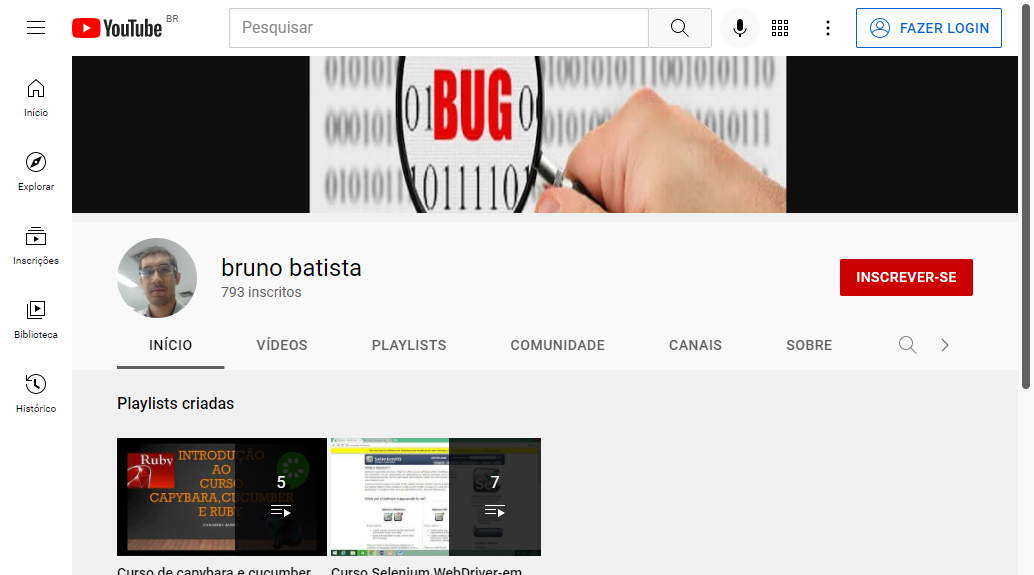 YouTube BR
Pesquisar
FAZER LOGIN
Início
Explorar
Inscrições
Biblioteca
Histórico
BUG
bruno batista
793 inscritos
INSCREVER-SE
INÍCIO
VÍDEOS
PLAYLISTS
COMUNIDADE
CANAIS
SOBRE
Playlists criadas
Ruby
INTRODUÇÃO
AO
CURSO
CAPYBARA,CUCUMBER
E RUBY
5
7
Curso de capybara e cucumber
Curso Selenium WebDriver-em